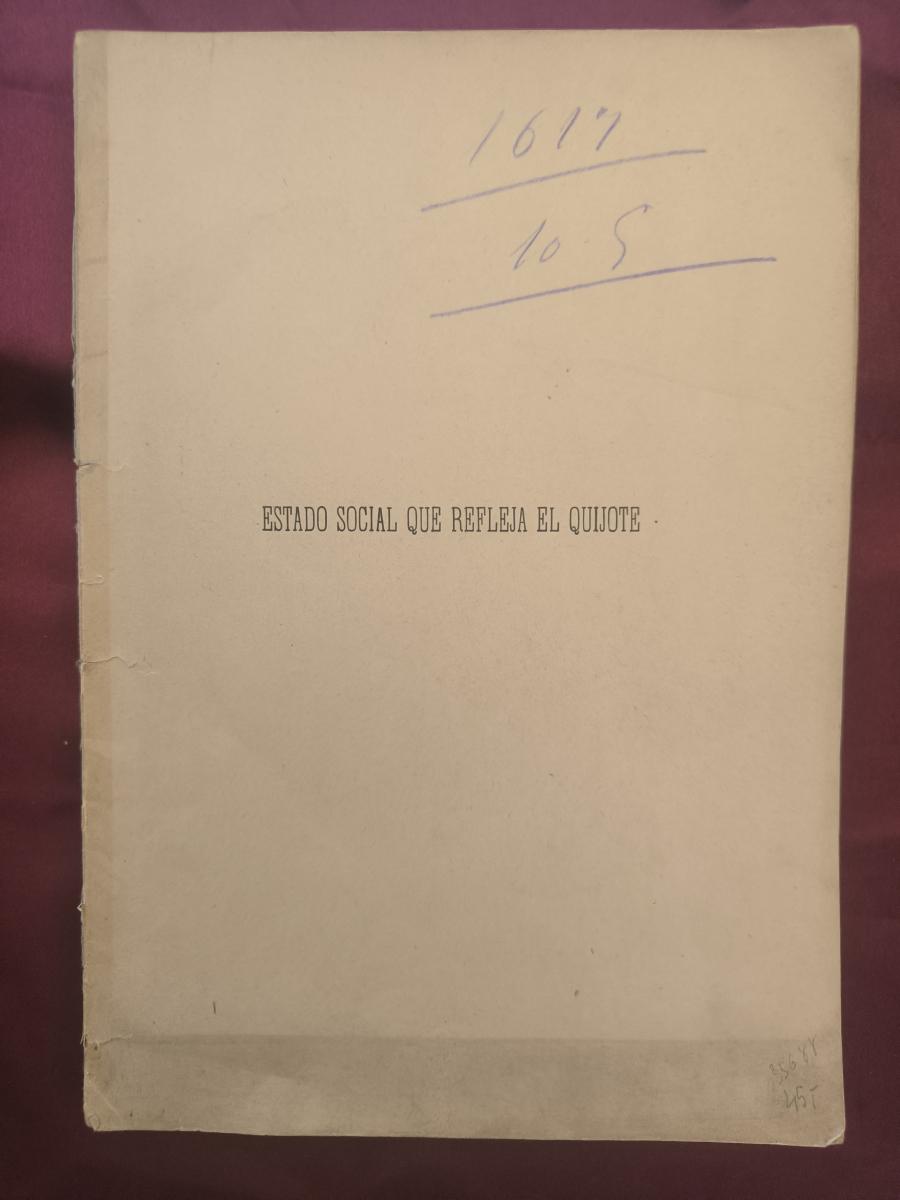 1617
10 5
ESTADO SOCIAL QUE REFLEJA EL QUIJOTE